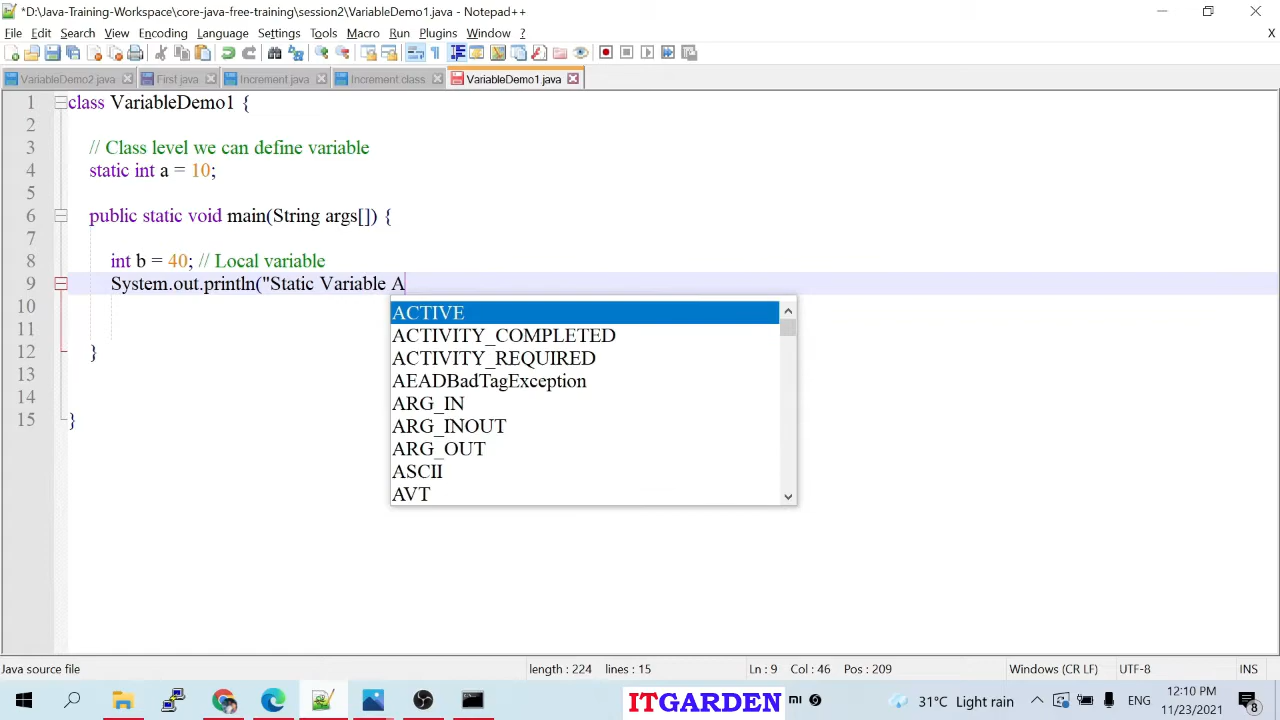 *D:\Java-Training-Workspace\core-java-free-training\session2\VariableDemo1.java - Notepad++
File Edit Search View Encoding Language Settings Tools Macro Run Plugins Window ? X
VariableDemo2.java First.java Increment.java Increment.class VariableDemo1.java
1 class VariableDemo1 {
2
3 // Class level we can define variable
4 static int a = 10;
5
6 public static void main(String args[]) {
7
8 int b = 40; // Local variable
9 System.out.println("Static Variable A
10
11
12 }
13
14
15 }
ACTIVE
ACTIVITY_COMPLETED
ACTIVITY_REQUIRED
AEADBadTagException
ARG_IN
ARG_INOUT
ARG_OUT
ASCII
AVT
Java source file length : 224 lines : 15 Ln : 9 Col : 46 Pos : 209 Windows (CR LF) UTF-8 INS
ITGARDEN mi 31°C Light rain ENG 12:10 PM
11/23/2021 8